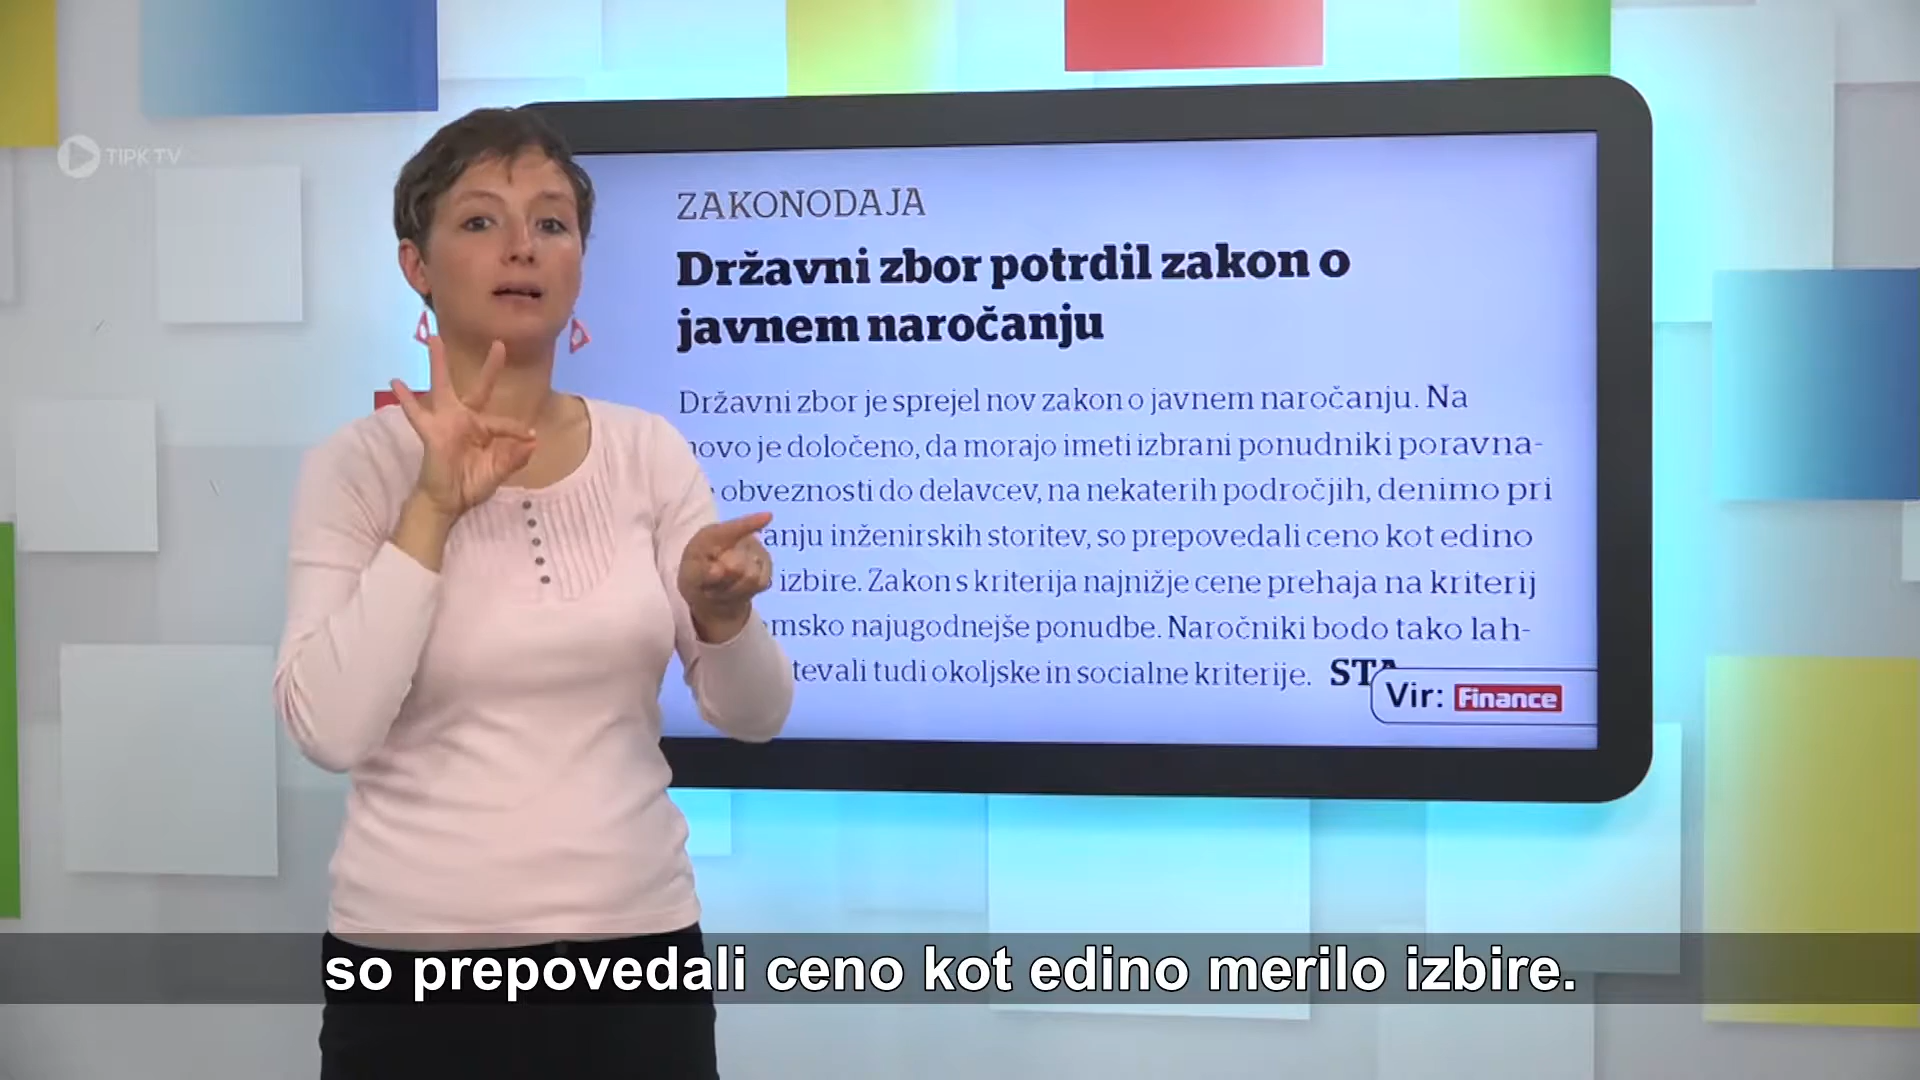 TIPK TV
ZAKONODAJA
Državni zbor potrdil zakon o
javnem naročanju
Državni zbor je sprejel nov zakon o javnem naročanju. Na
novo je določeno, da morajo imeti izbrani ponudniki poravna-
obveznosti do delavcev, na nekaterih področjih, denimo pri
anju inženirskih storitev, so prepovedali ceno kot edino
izbire. Zakon s kriterija najnižje cene prehaja na kriterij
msko najugodnejše ponudbe. Naročniki bodo tako lah-
tevali tudi okoljske in socialne kriterije. STA
Vir: Finance
so prepovedali ceno kot edino merilo izbire.